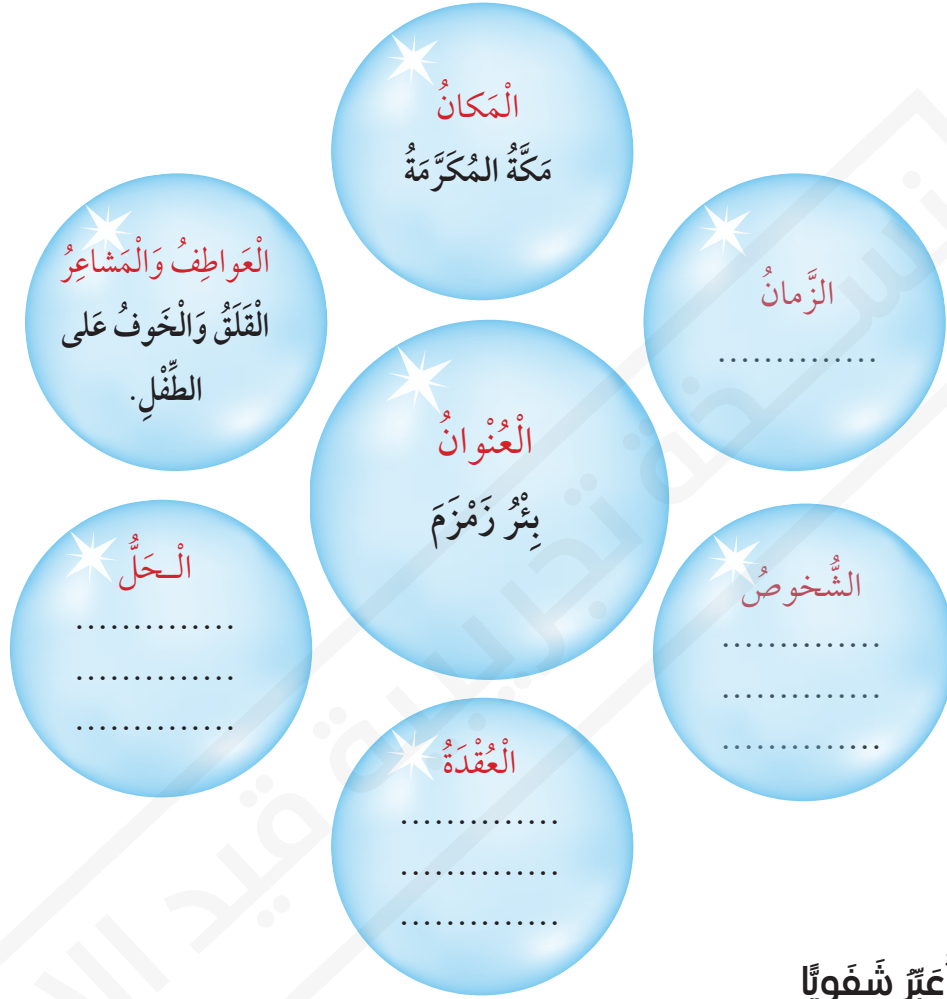 الْمَكانُ
مَكَّةُ المُكَرَّمَةُ
الزَّمانُ
..............
الْعَواطِفُ وَالْمَشاعِرُ
الْقَلَقُ وَالْخَوفُ عَلى
الطِّفْلِ.
الْعُنْوانُ
بِئْرُ زَمْزَمَ
الشُّخوصُ
..............
..............
..............
الْـحَلُّ
..............
..............
..............
الْعُقْدَةُ
..............
..............
..............
شَفَوِيًّا